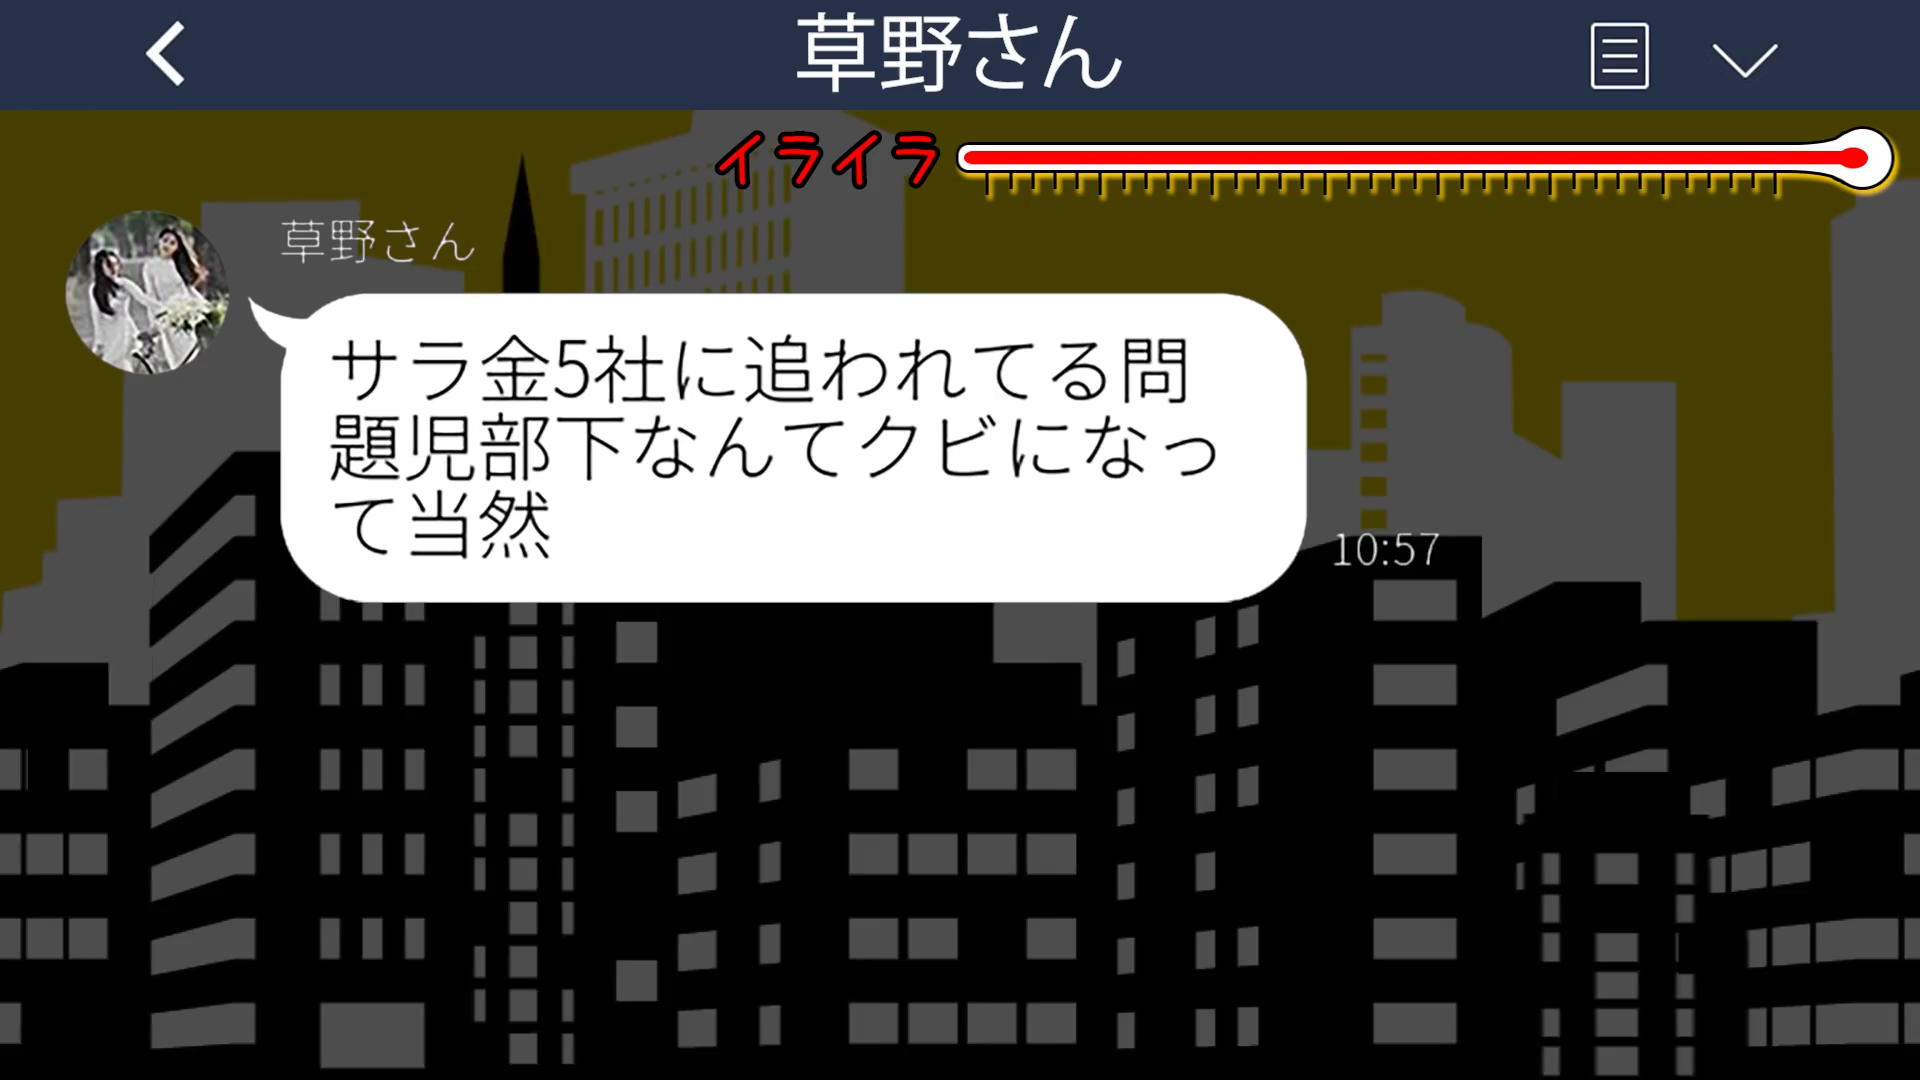 草野さん
イライラ
草野さん
サラ金5社に追われてる問
題児部下なんてクビになっ
て当然
10:57